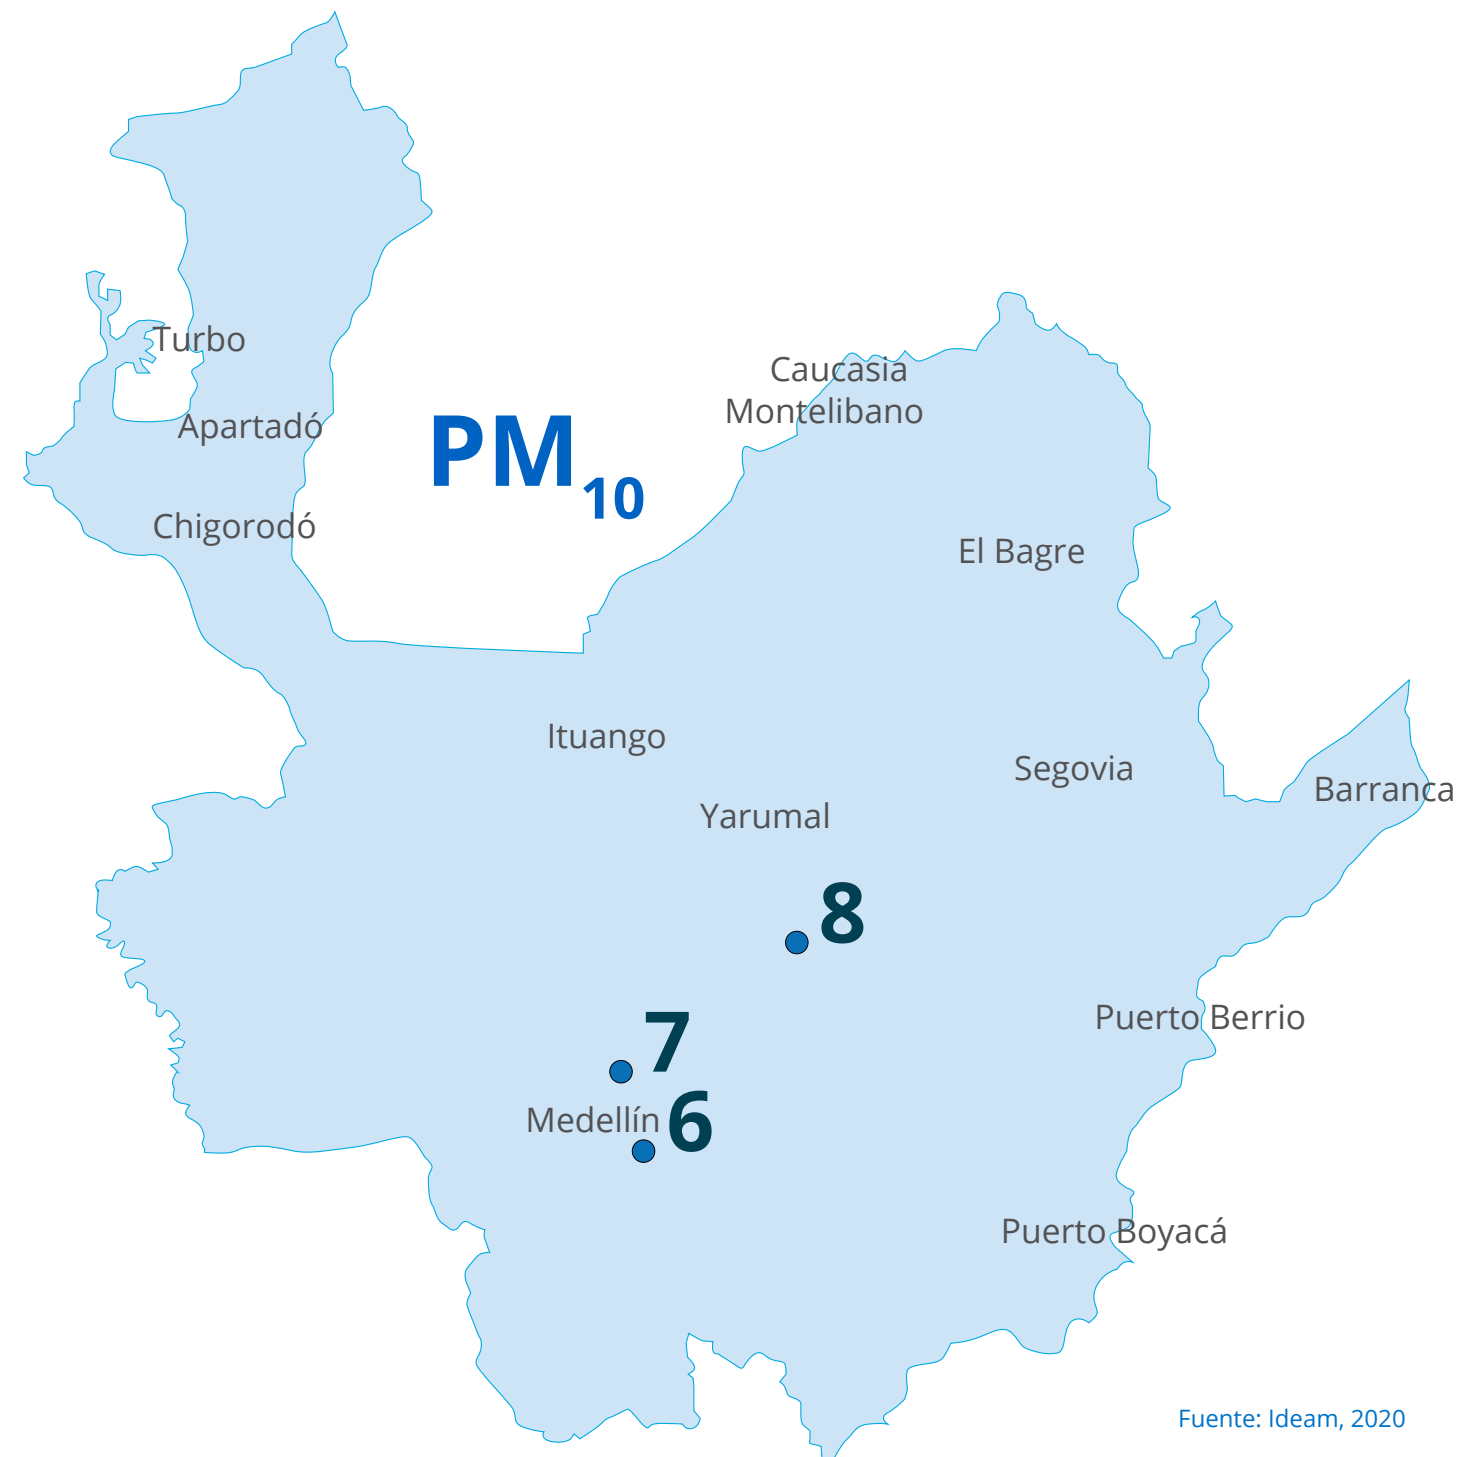 Turbo
Caucasia
Montelibano
Apartadó
PM10
Chigorodó
El Bagre
Ituango
Segovia
Barranca
Yarumal
8
Puerto Berrio
7
Medellín
6
Puerto Boyacá
Fuente: Ideam, 2020